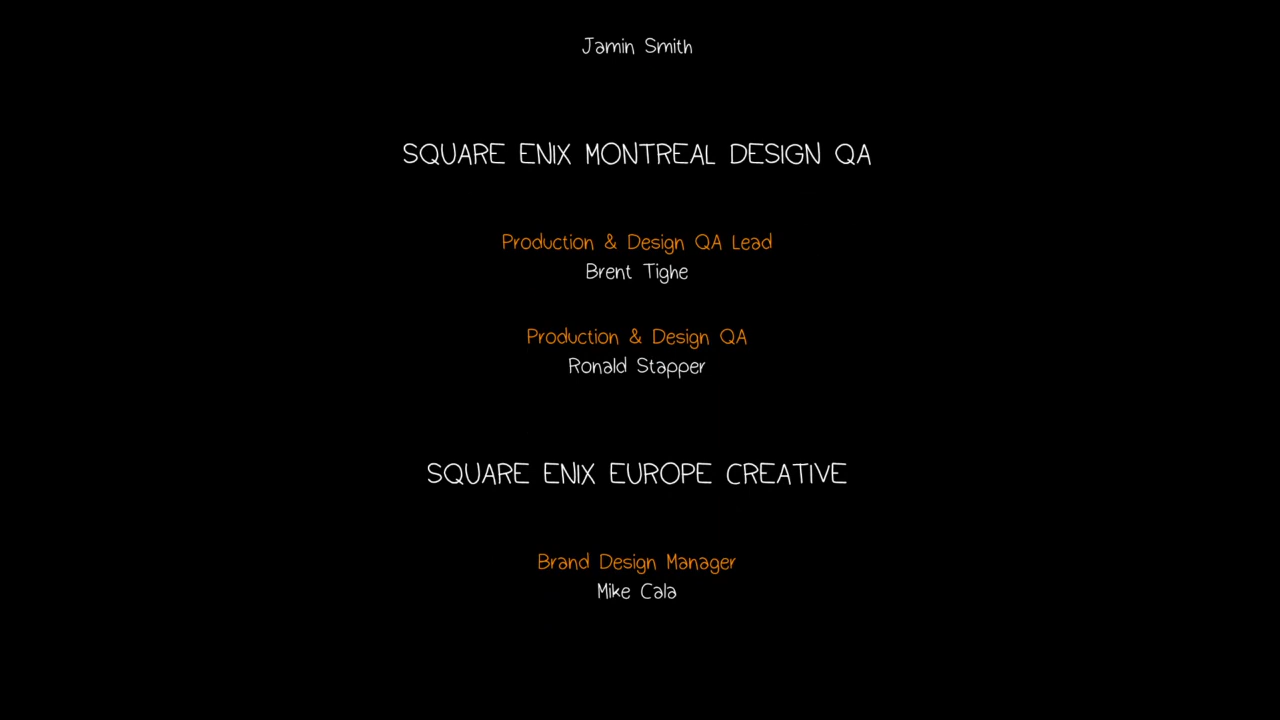 Jamin Smith
SQUARE ENIX MONTREAL DESIGN QA
Production & Design QA Lead
Brent Tighe
Production & Design QA
Ronald Stapper
SQUARE ENIX EUROPE CREATIVE
Brand Design Manager
Mike Cala